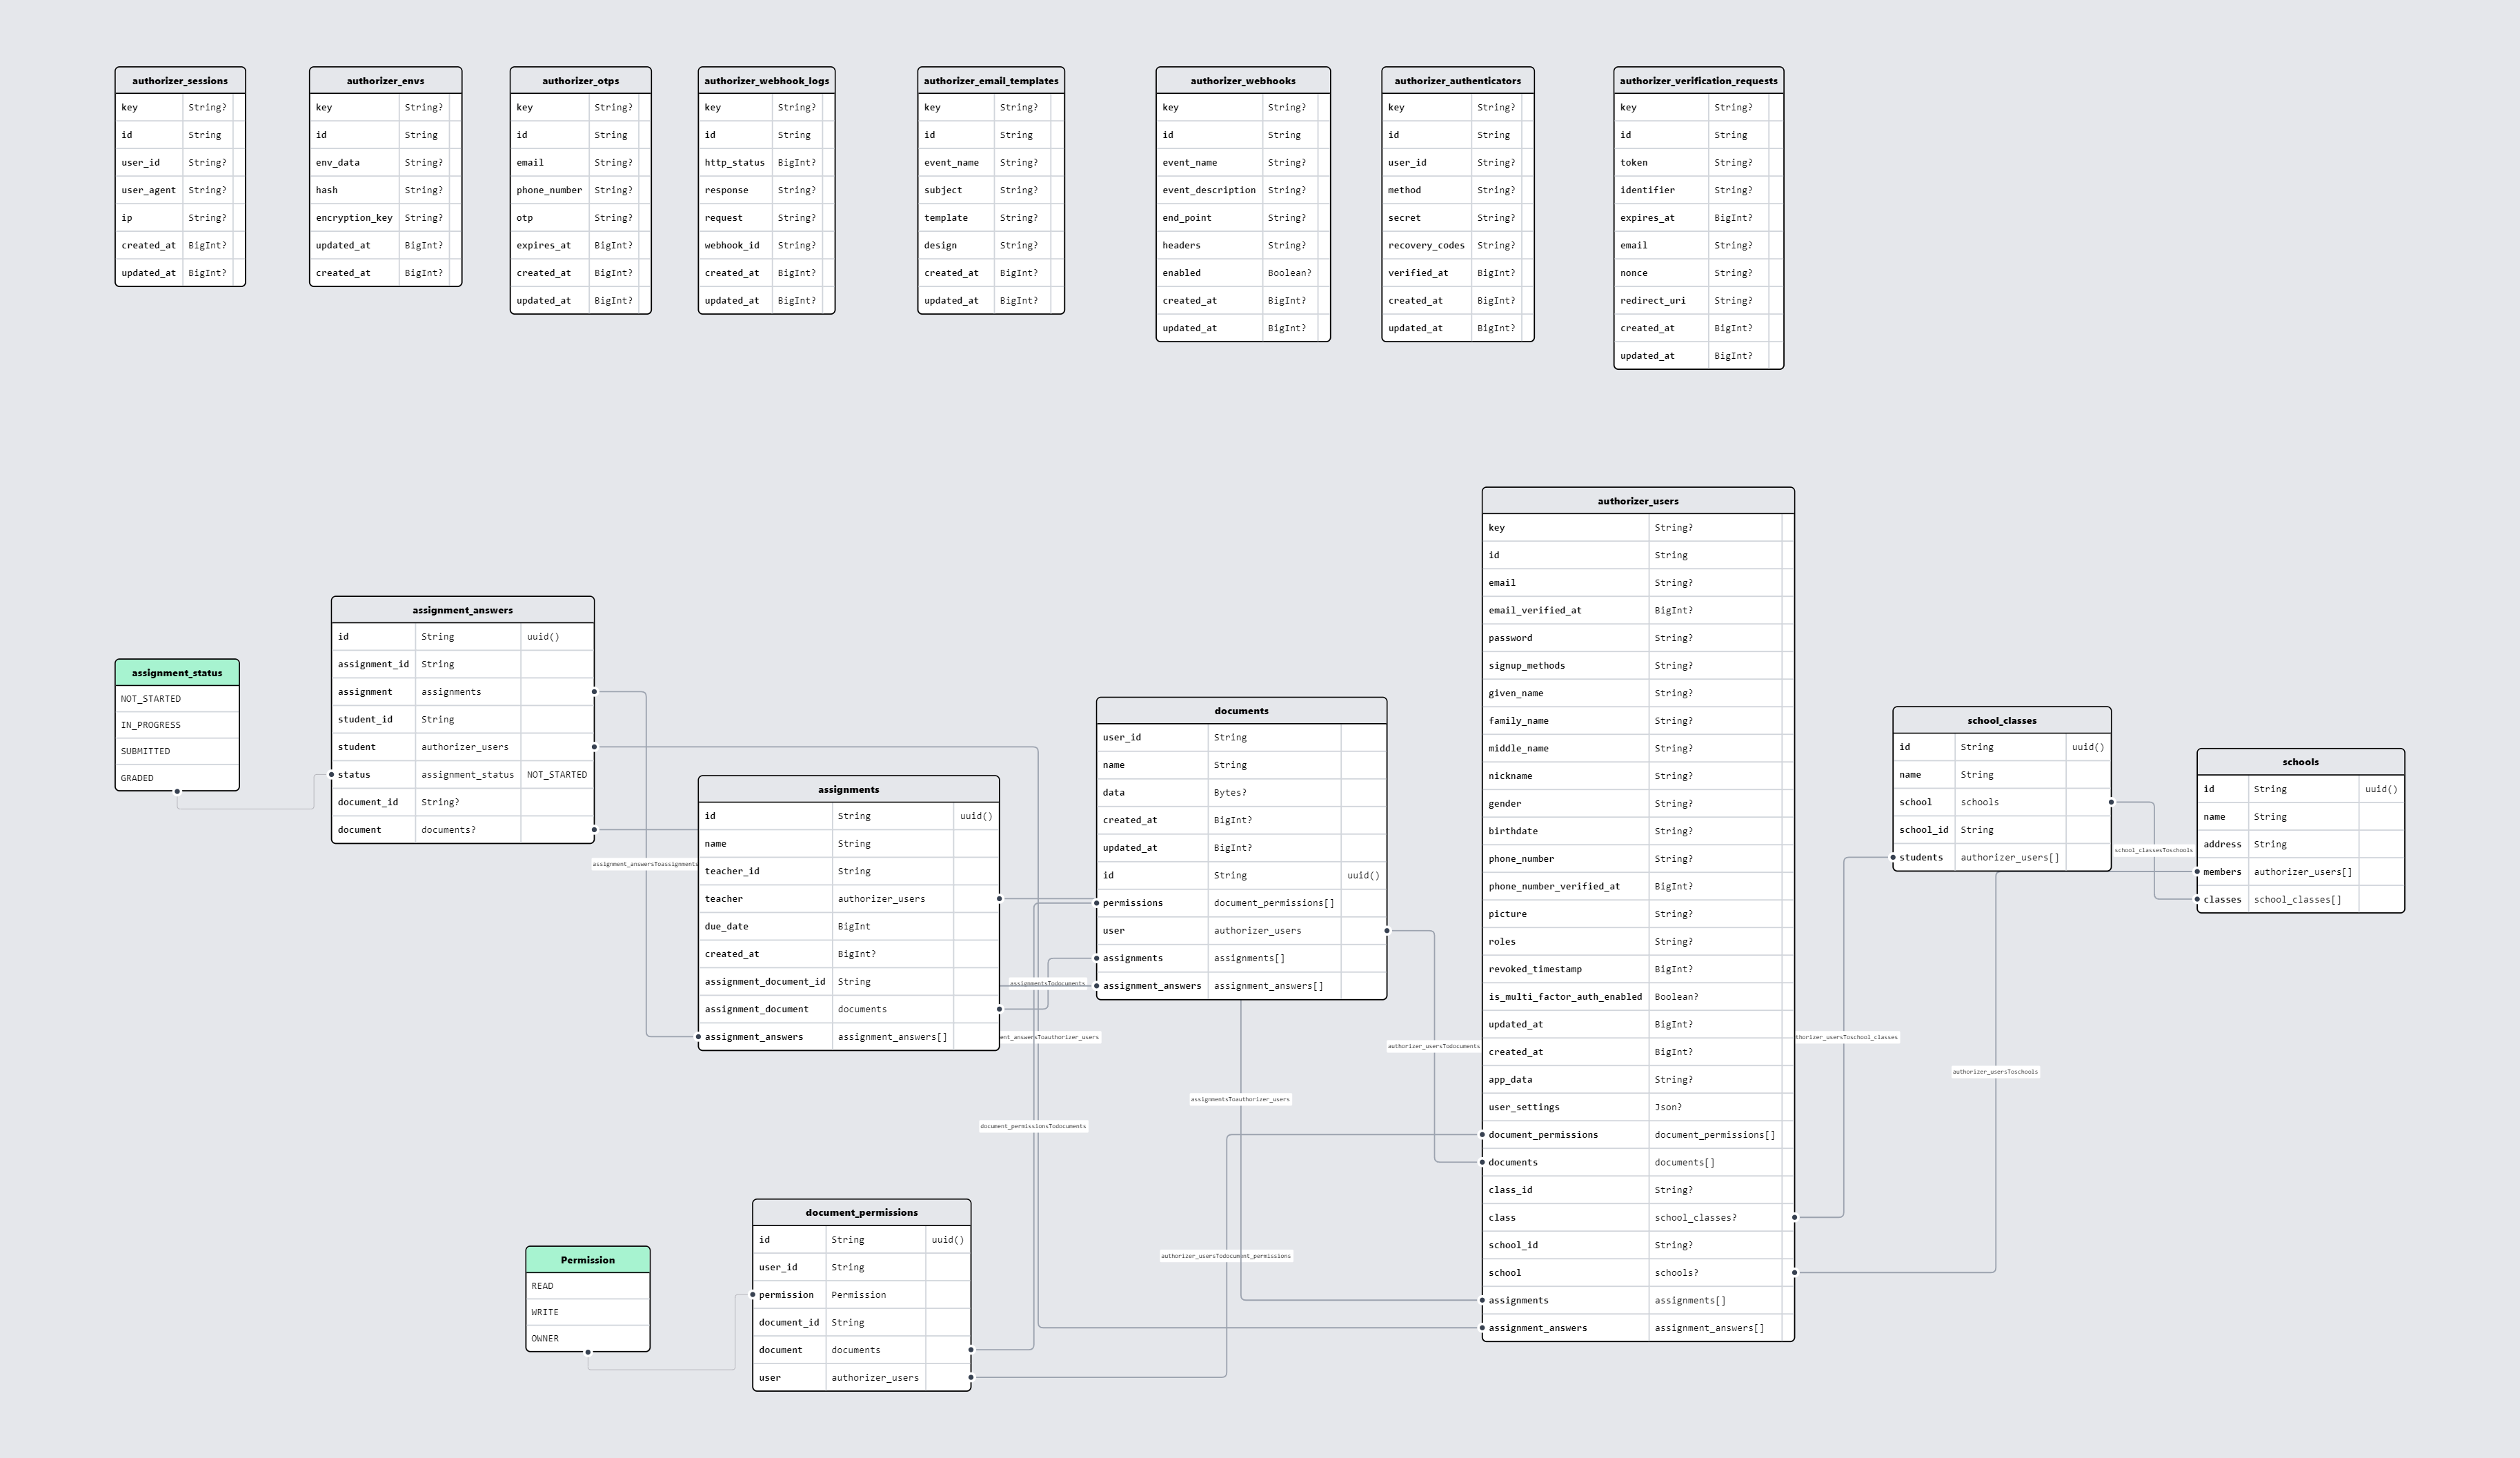 authorizer_sessions
key String?
id String
user_id String?
user_agent String?
ip String?
created_at BigInt?
updated_at BigInt?
authorizer_envs
key String?
id String
env_data String?
hash String?
encryption_key String?
updated_at BigInt?
created_at BigInt?
authorizer_otps
key String?
id String
email String?
phone_number String?
otp String?
expires_at BigInt?
created_at BigInt?
updated_at BigInt?
authorizer_webhook_logs
key String?
id String
http_status BigInt?
response String?
request String?
webhook_id String?
created_at BigInt?
updated_at BigInt?
authorizer_email_templates
key String?
id String
event_name String?
subject String?
template String?
design String?
created_at BigInt?
updated_at BigInt?
authorizer_webhooks
key String?
id String
event_name String?
event_description String?
end_point String?
headers String?
enabled Boolean?
created_at BigInt?
updated_at BigInt?
authorizer_authenticators
key String?
id String
user_id String?
method String?
secret String?
recovery_codes String?
verified_at BigInt?
created_at BigInt?
updated_at BigInt?
authorizer_verification_requests
key String?
id String
token String?
identifier String?
expires_at BigInt?
email String?
nonce String?
redirect_uri String?
created_at BigInt?
updated_at BigInt?
assignment_status
NOT_STARTED
IN_PROGRESS
SUBMITTED
GRADED
assignment_answers
id String uuid()
assignment_id String
assignment assignments
student_id String
student authorizer_users
status assignment_status NOT_STARTED
document_id String?
document documents?
assignment_answersToassignments
assignments
id String uuid()
name String
teacher_id String
teacher authorizer_users
due_date BigInt
created_at BigInt?
assignment_document_id String
assignment_document documents
assignment_answers assignment_answers[]
assignmentsTodocuments
ent_answersToauthorizer_users
document_permissionsTodocuments
documents
user_id String
name String
data Bytes?
created_at BigInt?
updated_at BigInt?
id String uuid()
permissions document_permissions[]
user authorizer_users
assignments assignments[]
assignment_answers assignment_answers[]
authorizer_usersTodocuments
assignmentsToauthorizer_users
authorizer_usersTodocument_permissions
authorizer_users
key String?
id String
email String?
email_verified_at BigInt?
password String?
signup_methods String?
given_name String?
family_name String?
middle_name String?
nickname String?
gender String?
birthdate String?
phone_number String?
phone_number_verified_at BigInt?
picture String?
roles String?
revoked_timestamp BigInt?
is_multi_factor_auth_enabled Boolean?
updated_at BigInt?
created_at BigInt?
app_data String?
user_settings Json?
document_permissions document_permissions[]
documents documents[]
class_id String?
class school_classes?
school_id String?
school schools?
assignments assignments[]
assignment_answers assignment_answers[]
thorizer_usersToschool_classes
authorizer_usersToschools
school_classes
id String uuid()
name String
school schools
school_id String
students authorizer_users[]
school_classesToschools
schools
id String uuid()
name String
address String
members authorizer_users[]
classes school_classes[]
Permission
READ
WRITE
OWNER
document_permissions
id String uuid()
user_id String
permission Permission
document_id String
document documents
user authorizer_users